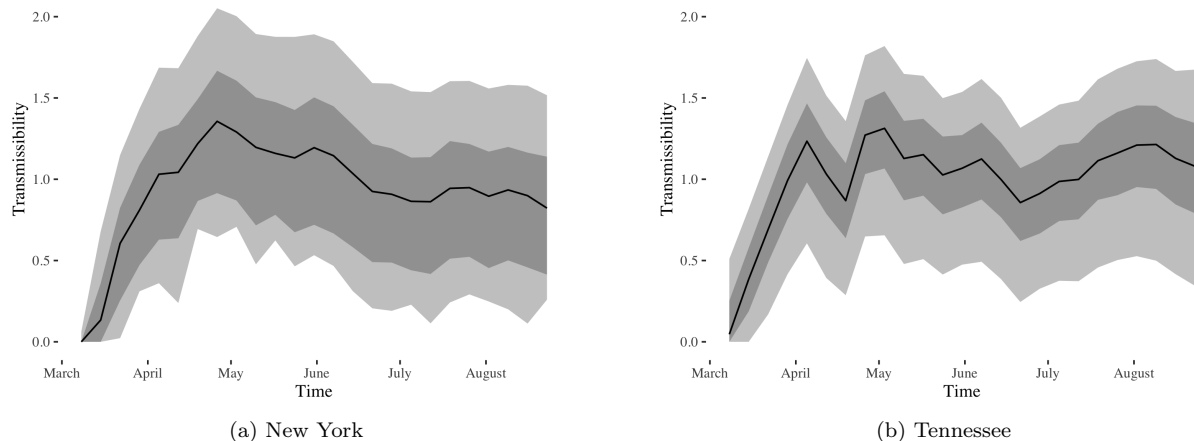 2.0
1.5
1.0
0.5
0.0
Transmissibility
March April May June July August
Time
(a) New York
2.0
1.5
1.0
0.5
0.0
Transmissibility
March April May June July August
Time
(b) Tennessee